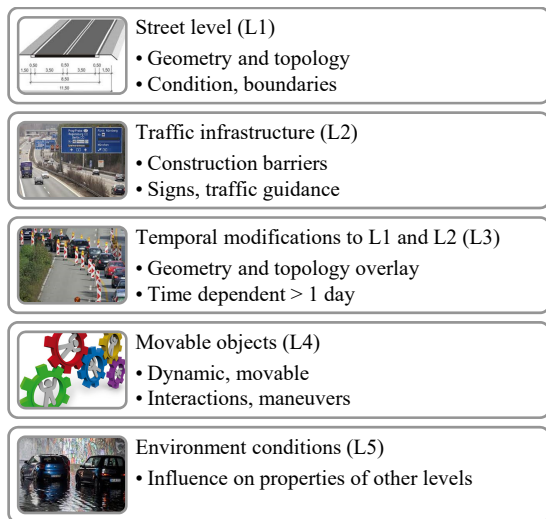 Street level (L1)
• Geometry and topology
• Condition, boundaries
Traffic infrastructure (L2)
• Construction barriers
• Signs, traffic guidance
Temporal modifications to L1 and L2 (L3)
• Geometry and topology overlay
• Time dependent > 1 day
Movable objects (L4)
• Dynamic, movable
• Interactions, maneuvers
Environment conditions (L5)
• Influence on properties of other levels